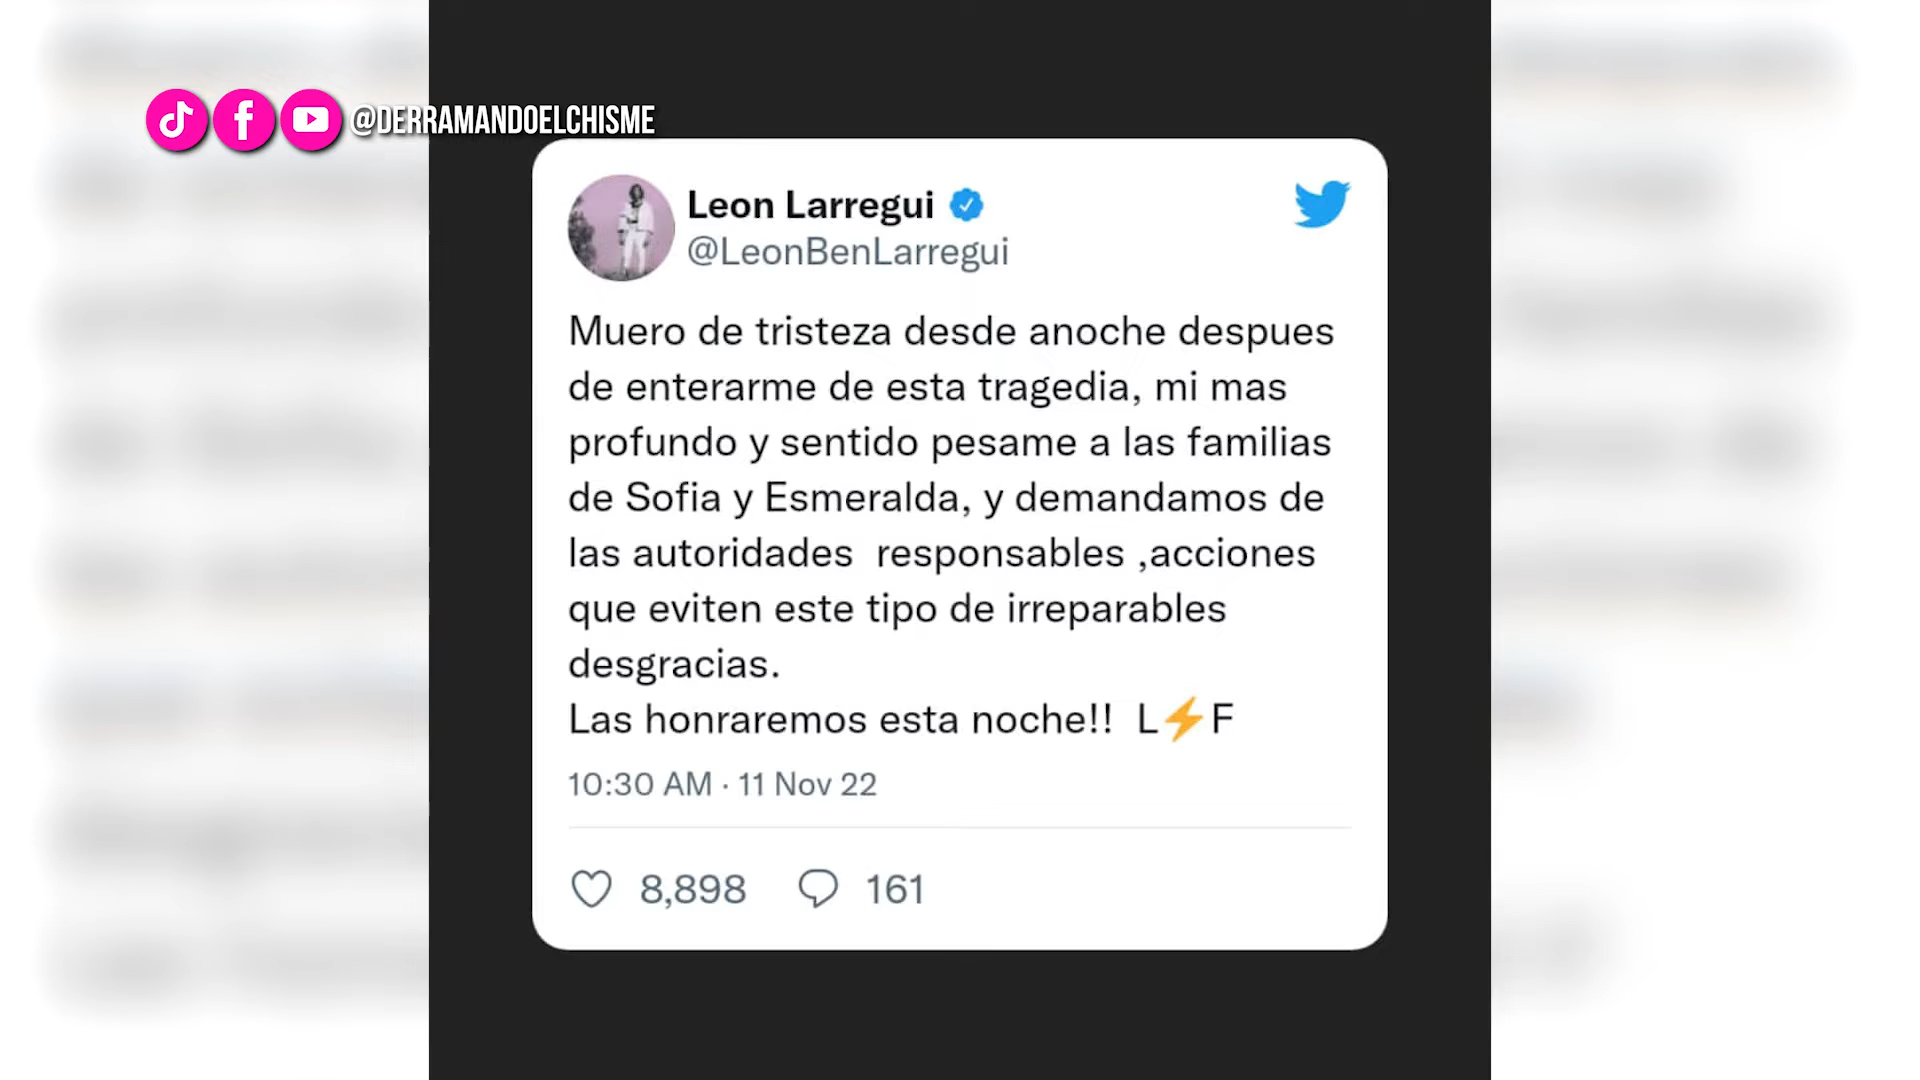 @DERRAMANDOELCHISME
Leon Larregui
@LeonBenLarregui
Muero de tristeza desde anoche despues
de enterarme de esta tragedia, mi mas
profundo y sentido pesame a las familias
de Sofia y Esmeralda, y demandamos de
las autoridades  responsables ,acciones
que eviten este tipo de irreparables
desgracias.
Las honraremos esta noche!!  L⚡F
10:30 AM · 11 Nov 22
8,898 161